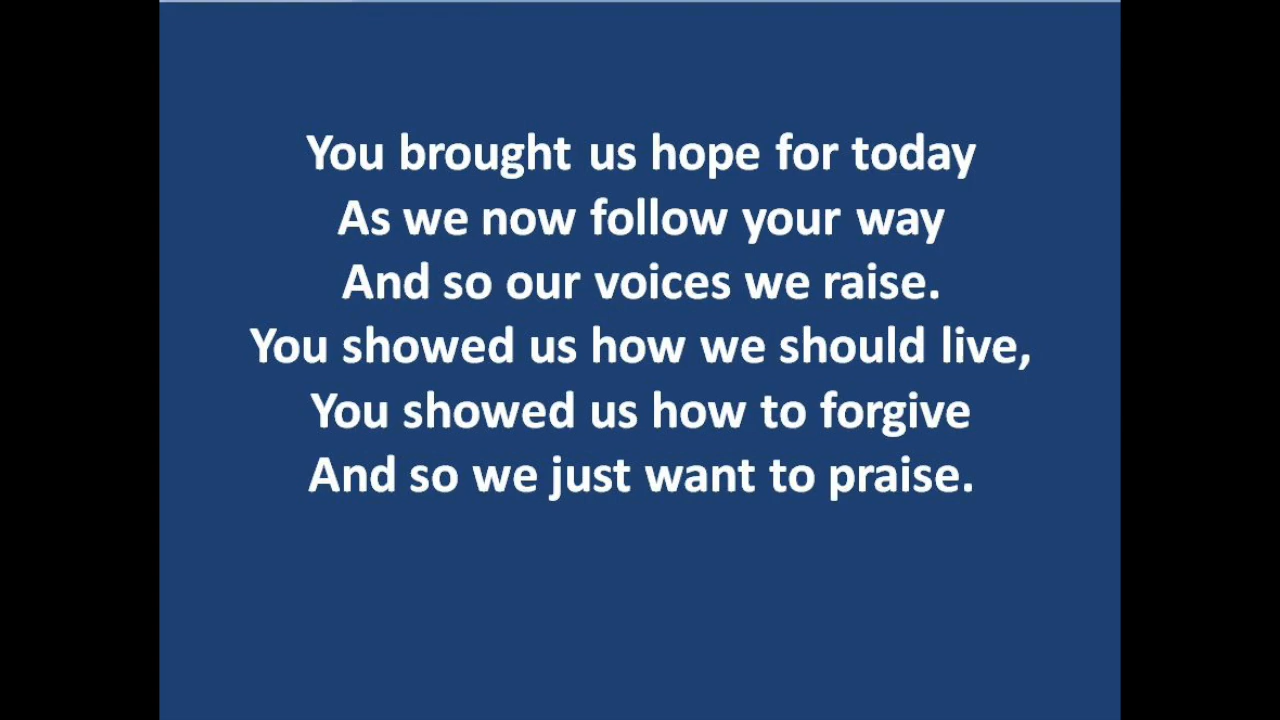 You brought us hope for today
As we now follow your way
And so our voices we raise.
You showed us how we should live,
You showed us how to forgive
And so we just want to praise.